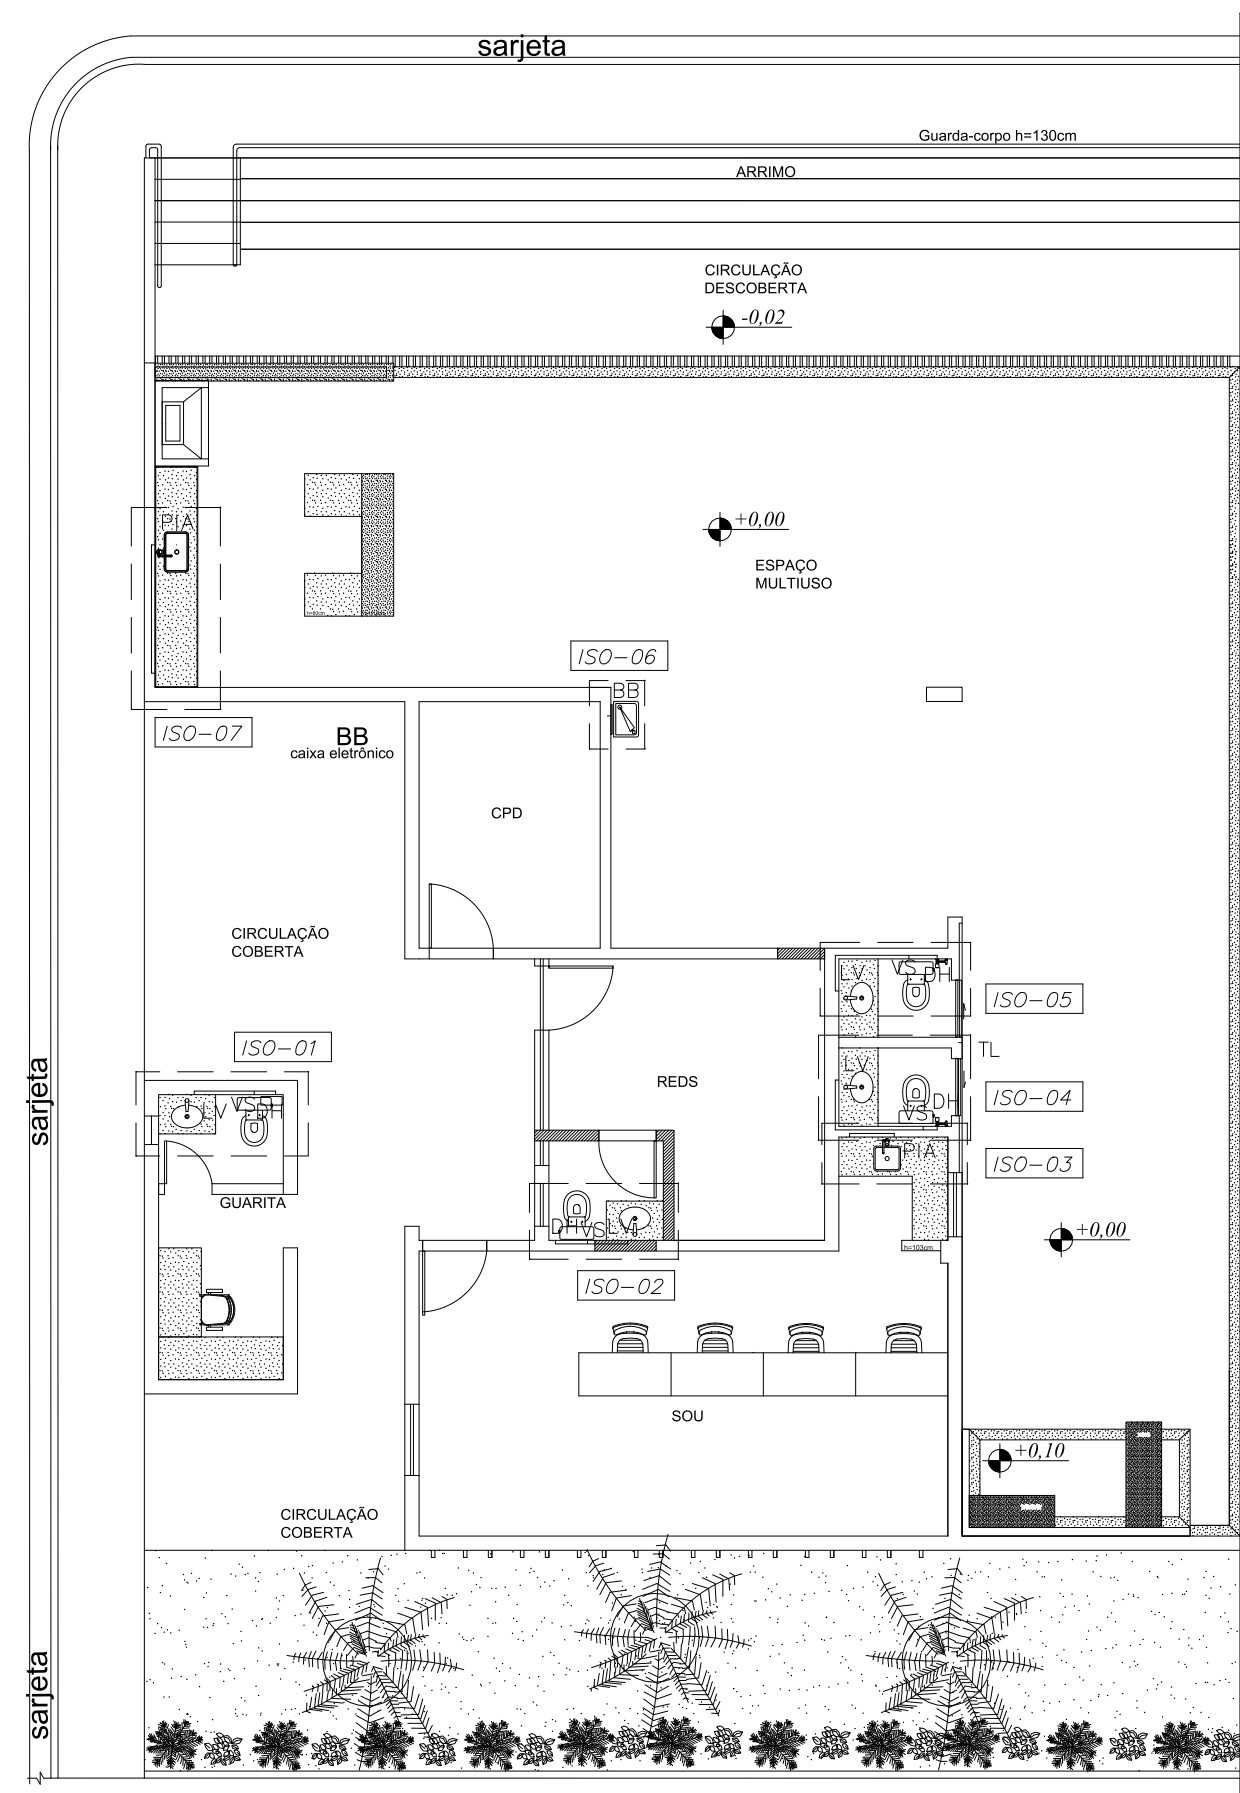 sarjeta
Guarda-corpo h=130cm
ARRIMO
CIRCULAÇÃO
DESCOBERTA
-0,02
PIA
+0,00
ESPAÇO
MULTIUSO
h=80cm
ISO-06
BB
ISO-07
BB
caixa eletrônico
CPD
CIRCULAÇÃO
COBERTA
LV
VS
DH
ISO-05
ISO-01
TL
REDS
LV
DH
VS
ISO-04
LV
VS
DH
sarjeta
PIA
ISO-03
GUARITA
DH
VS
LV
+0,00
h=103cm
ISO-02
SOU
+0,10
CIRCULAÇÃO
COBERTA
sarjeta